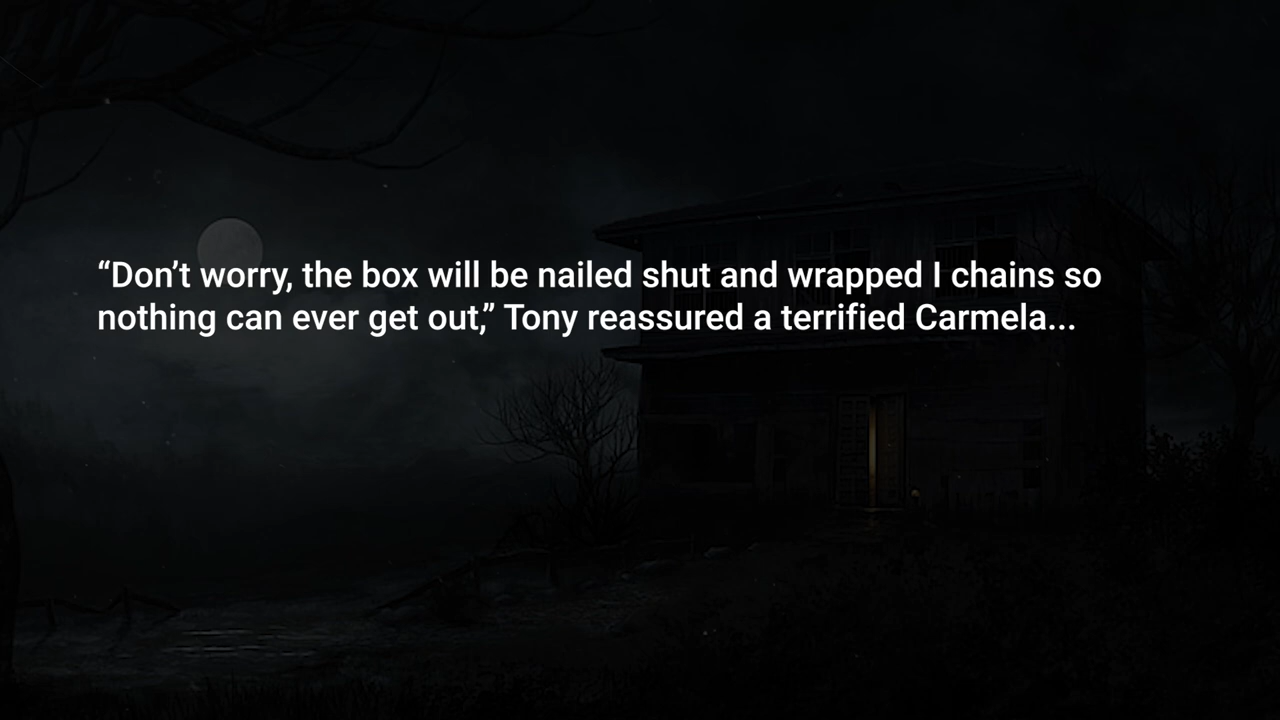 “Don’t worry, the box will be nailed shut and wrapped I chains so
nothing can ever get out,” Tony reassured a terrified Carmela...